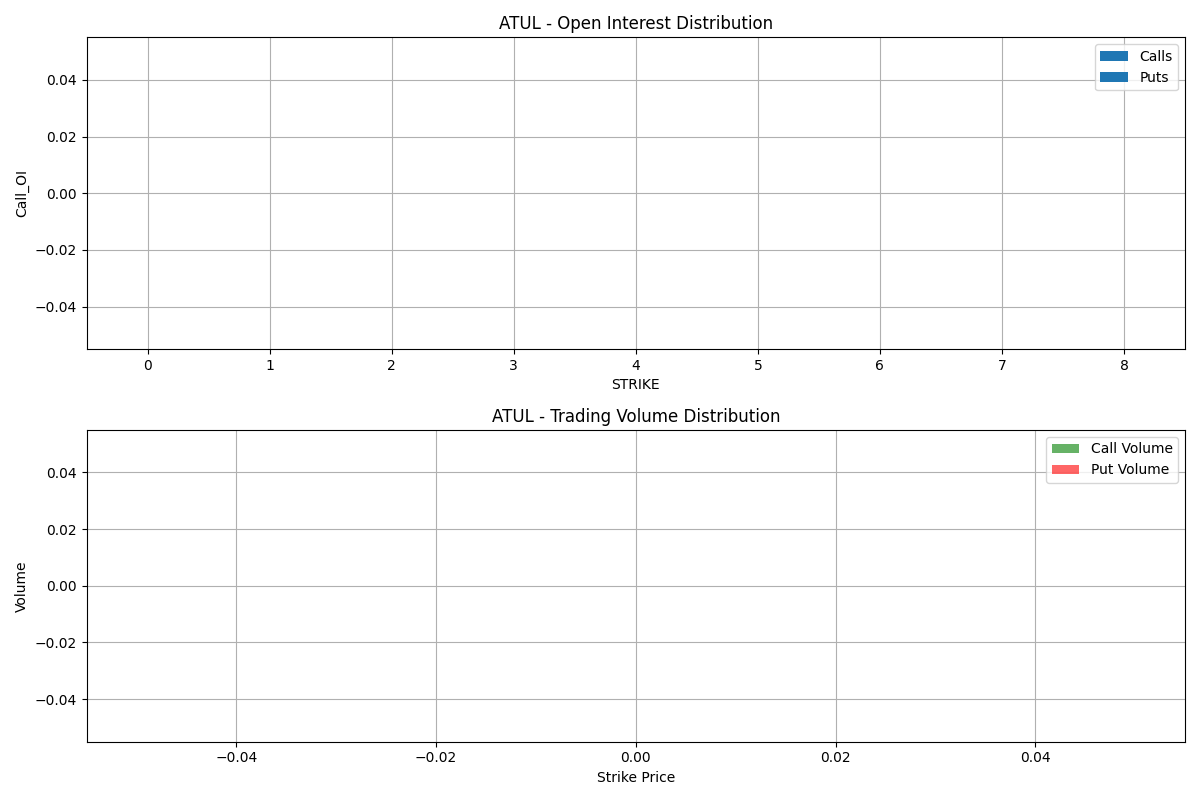 ATUL - Open Interest Distribution
Calls
Puts
0.04
0.02
0.00
−0.02
−0.04
Call_OI
0 1 2 3 4 5 6 7 8
STRIKE
ATUL - Trading Volume Distribution
Call Volume
Put Volume
0.04
0.02
0.00
−0.02
−0.04
Volume
−0.04 −0.02 0.00 0.02 0.04
Strike Price